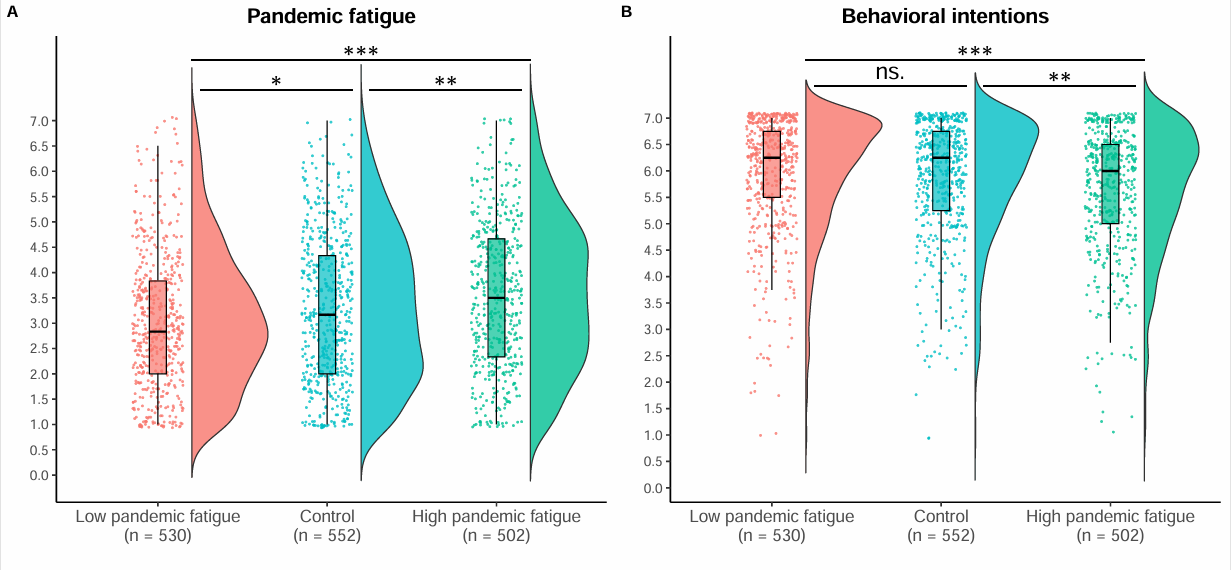 A
Pandemic fatigue
***
*
**
7.0
6.5
6.0
5.5
5.0
4.5
4.0
3.5
3.0
2.5
2.0
1.5
1.0
0.5
0.0
Low pandemic fatigue
(n = 530)
Control
(n = 552)
High pandemic fatigue
(n = 502)
B
Behavioral intentions
***
ns.
**
7.0
6.5
6.0
5.5
5.0
4.5
4.0
3.5
3.0
2.5
2.0
1.5
1.0
0.5
0.0
Low pandemic fatigue
(n = 530)
Control
(n = 552)
High pandemic fatigue
(n = 502)